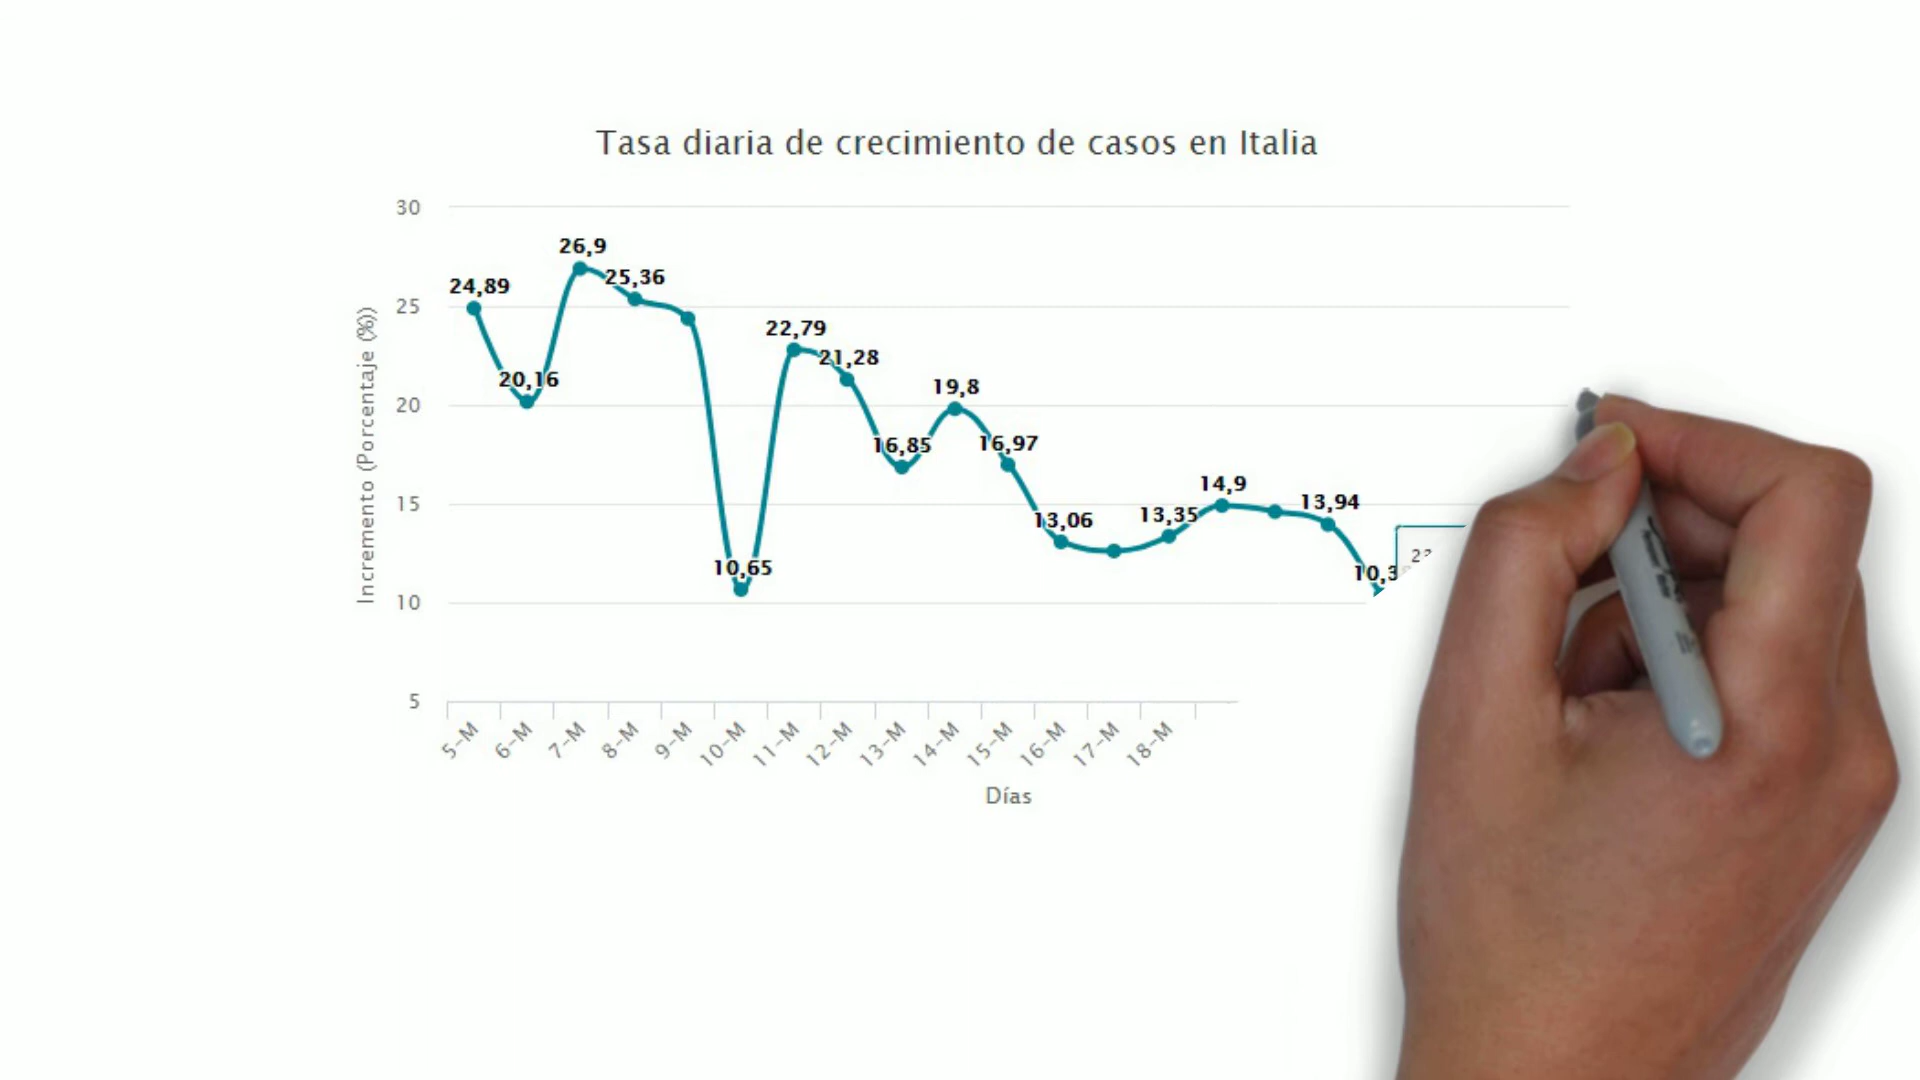 Tasa diaria de crecimiento de casos en Italia
Incremento (Porcentaje (%))
30
25
20
15
10
5
24,89
20,16
26,9
25,36
10,65
22,79
21,28
16,85
19,8
16,97
13,06
13,35
14,9
13,94
10,3
5-M
6-M
7-M
8-M
9-M
10-M
11-M
12-M
13-M
14-M
15-M
16-M
17-M
18-M
Días